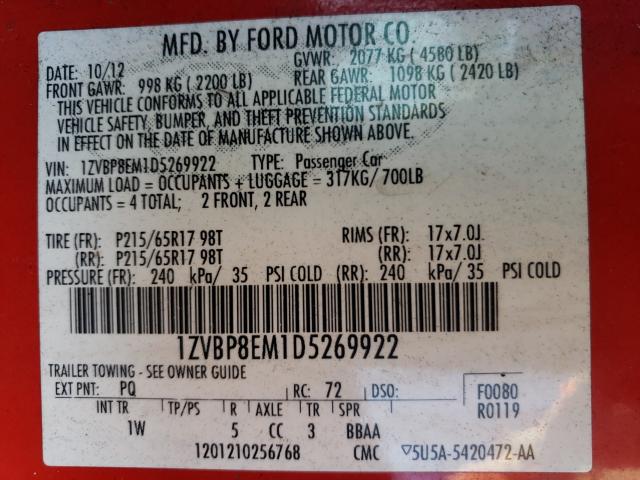 MFD. BY FORD MOTOR CO.
DATE: 10/12 GVWR: 2077 KG ( 4580 LB)
FRONT GAWR: 998 KG ( 2200 LB) REAR GAWR: 1098 KG ( 2420 LB)
THIS VEHICLE CONFORMS TO ALL APPLICABLE FEDERAL MOTOR
VEHICLE SAFETY, BUMPER, AND THEFT PREVENTION STANDARDS
IN EFFECT ON THE DATE OF MANUFACTURE SHOWN ABOVE.
VIN: 1ZVBP8EM1D5269922 TYPE: Passenger Car
MAXIMUM LOAD = OCCUPANTS + LUGGAGE = 317KG/ 700LB
OCCUPANTS = 4 TOTAL; 2 FRONT, 2 REAR
TIRE (FR): P215/65R17 98T RIMS (FR): 17x7.0J
(RR): P215/65R17 98T (RR): 17x7.0J
PRESSURE (FR): 240 kPa/ 35 PSI COLD (RR): 240 kPa/ 35 PSI COLD
1ZVBP8EM1D5269922
TRAILER TOWING - SEE OWNER GUIDE
EXT PNT: PQ RC: 72 DSO: F0080
R0119
INT TR TP/PS R AXLE TR SPR
1W 5 CC 3 BBAA
1201210256768 CMC ▽5U5A-5420472-AA